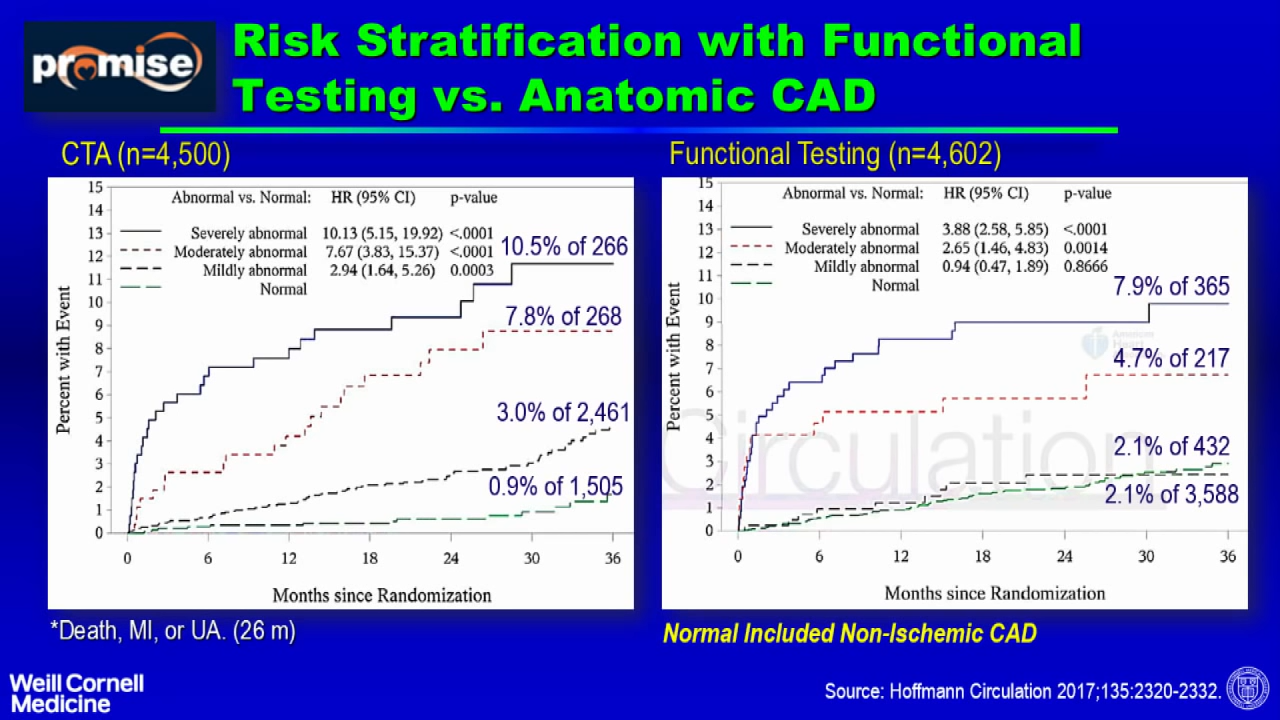 promise
Risk Stratification with Functional
Testing vs. Anatomic CAD
CTA (n=4,500)
15
14
13
12
11
10
9
8
7
6
5
4
3
2
1
0
Percent with Event
Abnormal vs. Normal: HR (95% CI) p-value
Severely abnormal 10.13 (5.15, 19.92) <.0001
Moderately abnormal 7.67 (3.83, 15.37) <.0001
Mildly abnormal 2.94 (1.64, 5.26) 0.0003
Normal
10.5% of 266
7.8% of 268
3.0% of 2,461
0.9% of 1,505
0 6 12 18 24 30 36
Months since Randomization
*Death, MI, or UA. (26 m)
Functional Testing (n=4,602)
15
14
13
12
11
10
9
8
7
6
5
4
3
2
1
0
Percent with Event
Abnormal vs. Normal: HR (95% CI) p-value
Severely abnormal 3.88 (2.58, 5.85) <.0001
Moderately abnormal 2.65 (1.46, 4.83) 0.0014
Mildly abnormal 0.94 (0.47, 1.89) 0.8666
Normal
7.9% of 365
American
Heart
4.7% of 217
Circulation
2.1% of 432
2.1% of 3,588
0 6 12 18 24 30 36
Months since Randomization
Normal Included Non-Ischemic CAD
Weill Cornell
Medicine
Source: Hoffmann Circulation 2017;135:2320-2332.